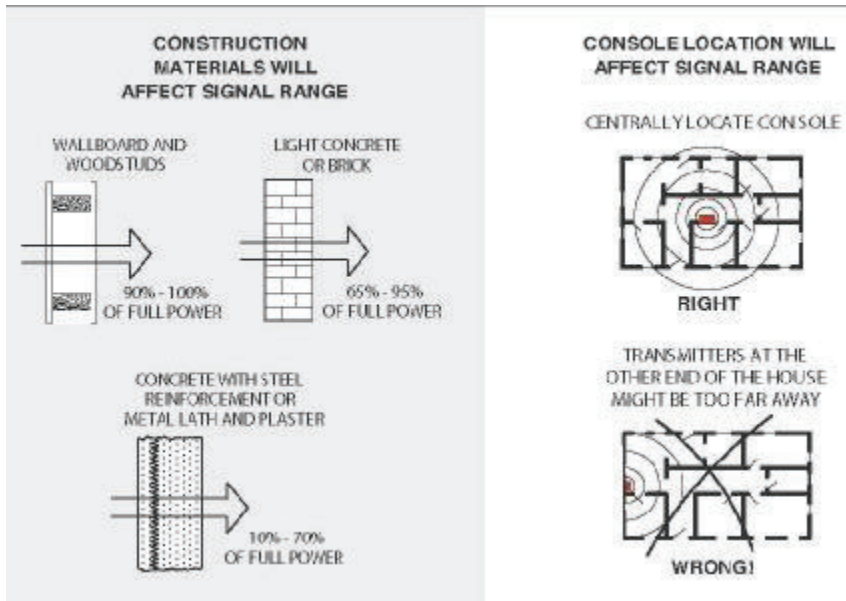 CONSTRUCTION
MATERIALS WILL
AFFECT SIGNAL RANGE
WALLBOARD AND
WOOD STUDS
90% - 100%
OF FULL POWER
LIGHT CONCRETE
OR BRICK
65% - 95%
OF FULL POWER
CONCRETE WITH STEEL
REINFORCEMENT OR
METAL LATH AND PLASTER
10% - 70%
OF FULL POWER
CONSOLE LOCATION WILL
AFFECT SIGNAL RANGE
CENTRALLY LOCATE CONSOLE
RIGHT
TRANSMITTERS AT THE
OTHER END OF THE HOUSE
MIGHT BE TOO FAR AWAY
WRONG!